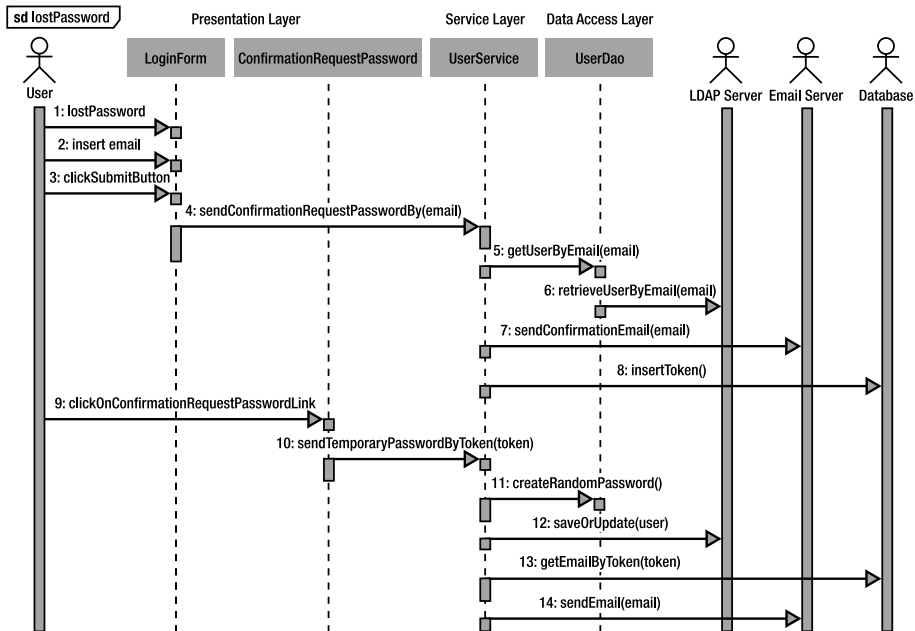 sd lostPassword
Presentation Layer
Service Layer
Data Access Layer
LoginForm
ConfirmationRequestPassword
UserService
UserDao
User
LDAP Server
Email Server
Database
1: lostPassword
2: insert email
3: clickSubmitButton
4: sendConfirmationRequestPasswordBy(email)
5: getUserByEmail(email)
6: retrieveUserByEmail(email)
7: sendConfirmationEmail(email)
8: insertToken()
9: clickOnConfirmationRequestPasswordLink
10: sendTemporaryPasswordByToken(token)
11: createRandomPassword()
12: saveOrUpdate(user)
13: getEmailByToken(token)
14: sendEmail(email)